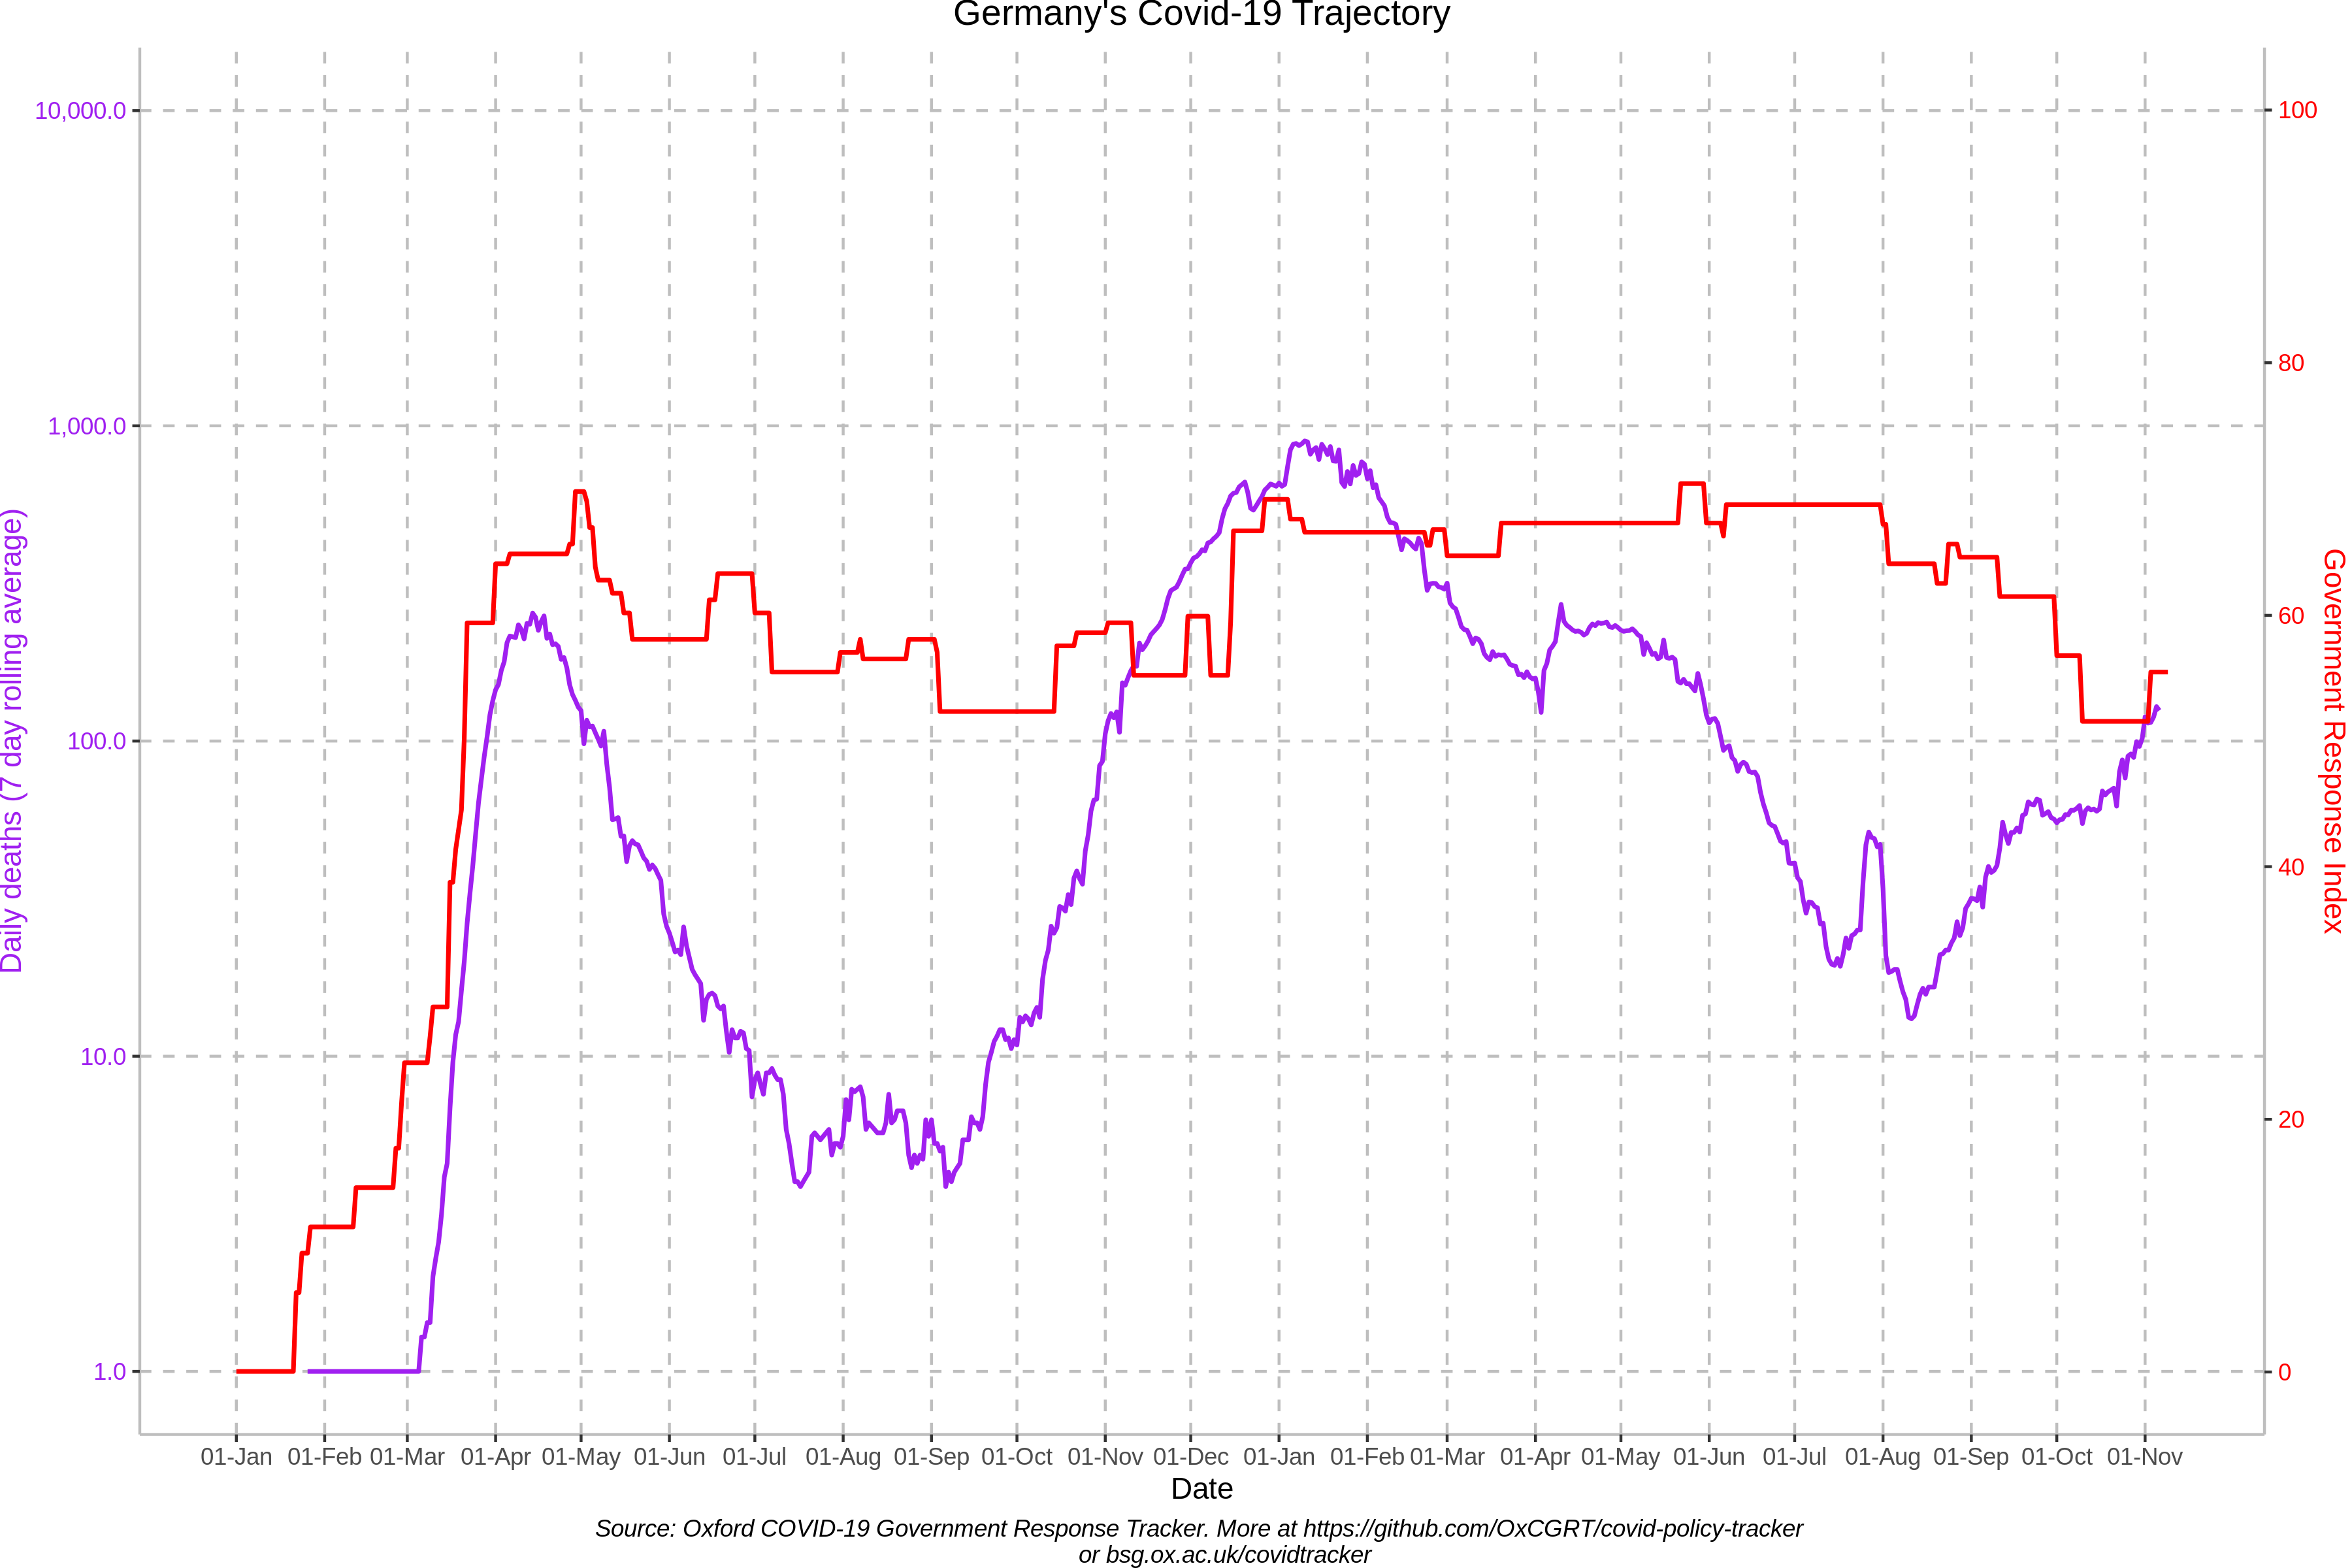 Germany's Covid-19 Trajectory
10,000.0
1,000.0
100.0
10.0
1.0
Daily deaths (7 day rolling average)
100
80
60
40
20
0
Government Response Index
01-Jan 01-Feb 01-Mar 01-Apr 01-May 01-Jun 01-Jul 01-Aug 01-Sep 01-Oct 01-Nov 01-Dec 01-Jan 01-Feb 01-Mar 01-Apr 01-May 01-Jun 01-Jul 01-Aug 01-Sep 01-Oct 01-Nov
Date
Source: Oxford COVID-19 Government Response Tracker. More at https://github.com/OxCGRT/covid-policy-tracker
or bsg.ox.ac.uk/covidtracker